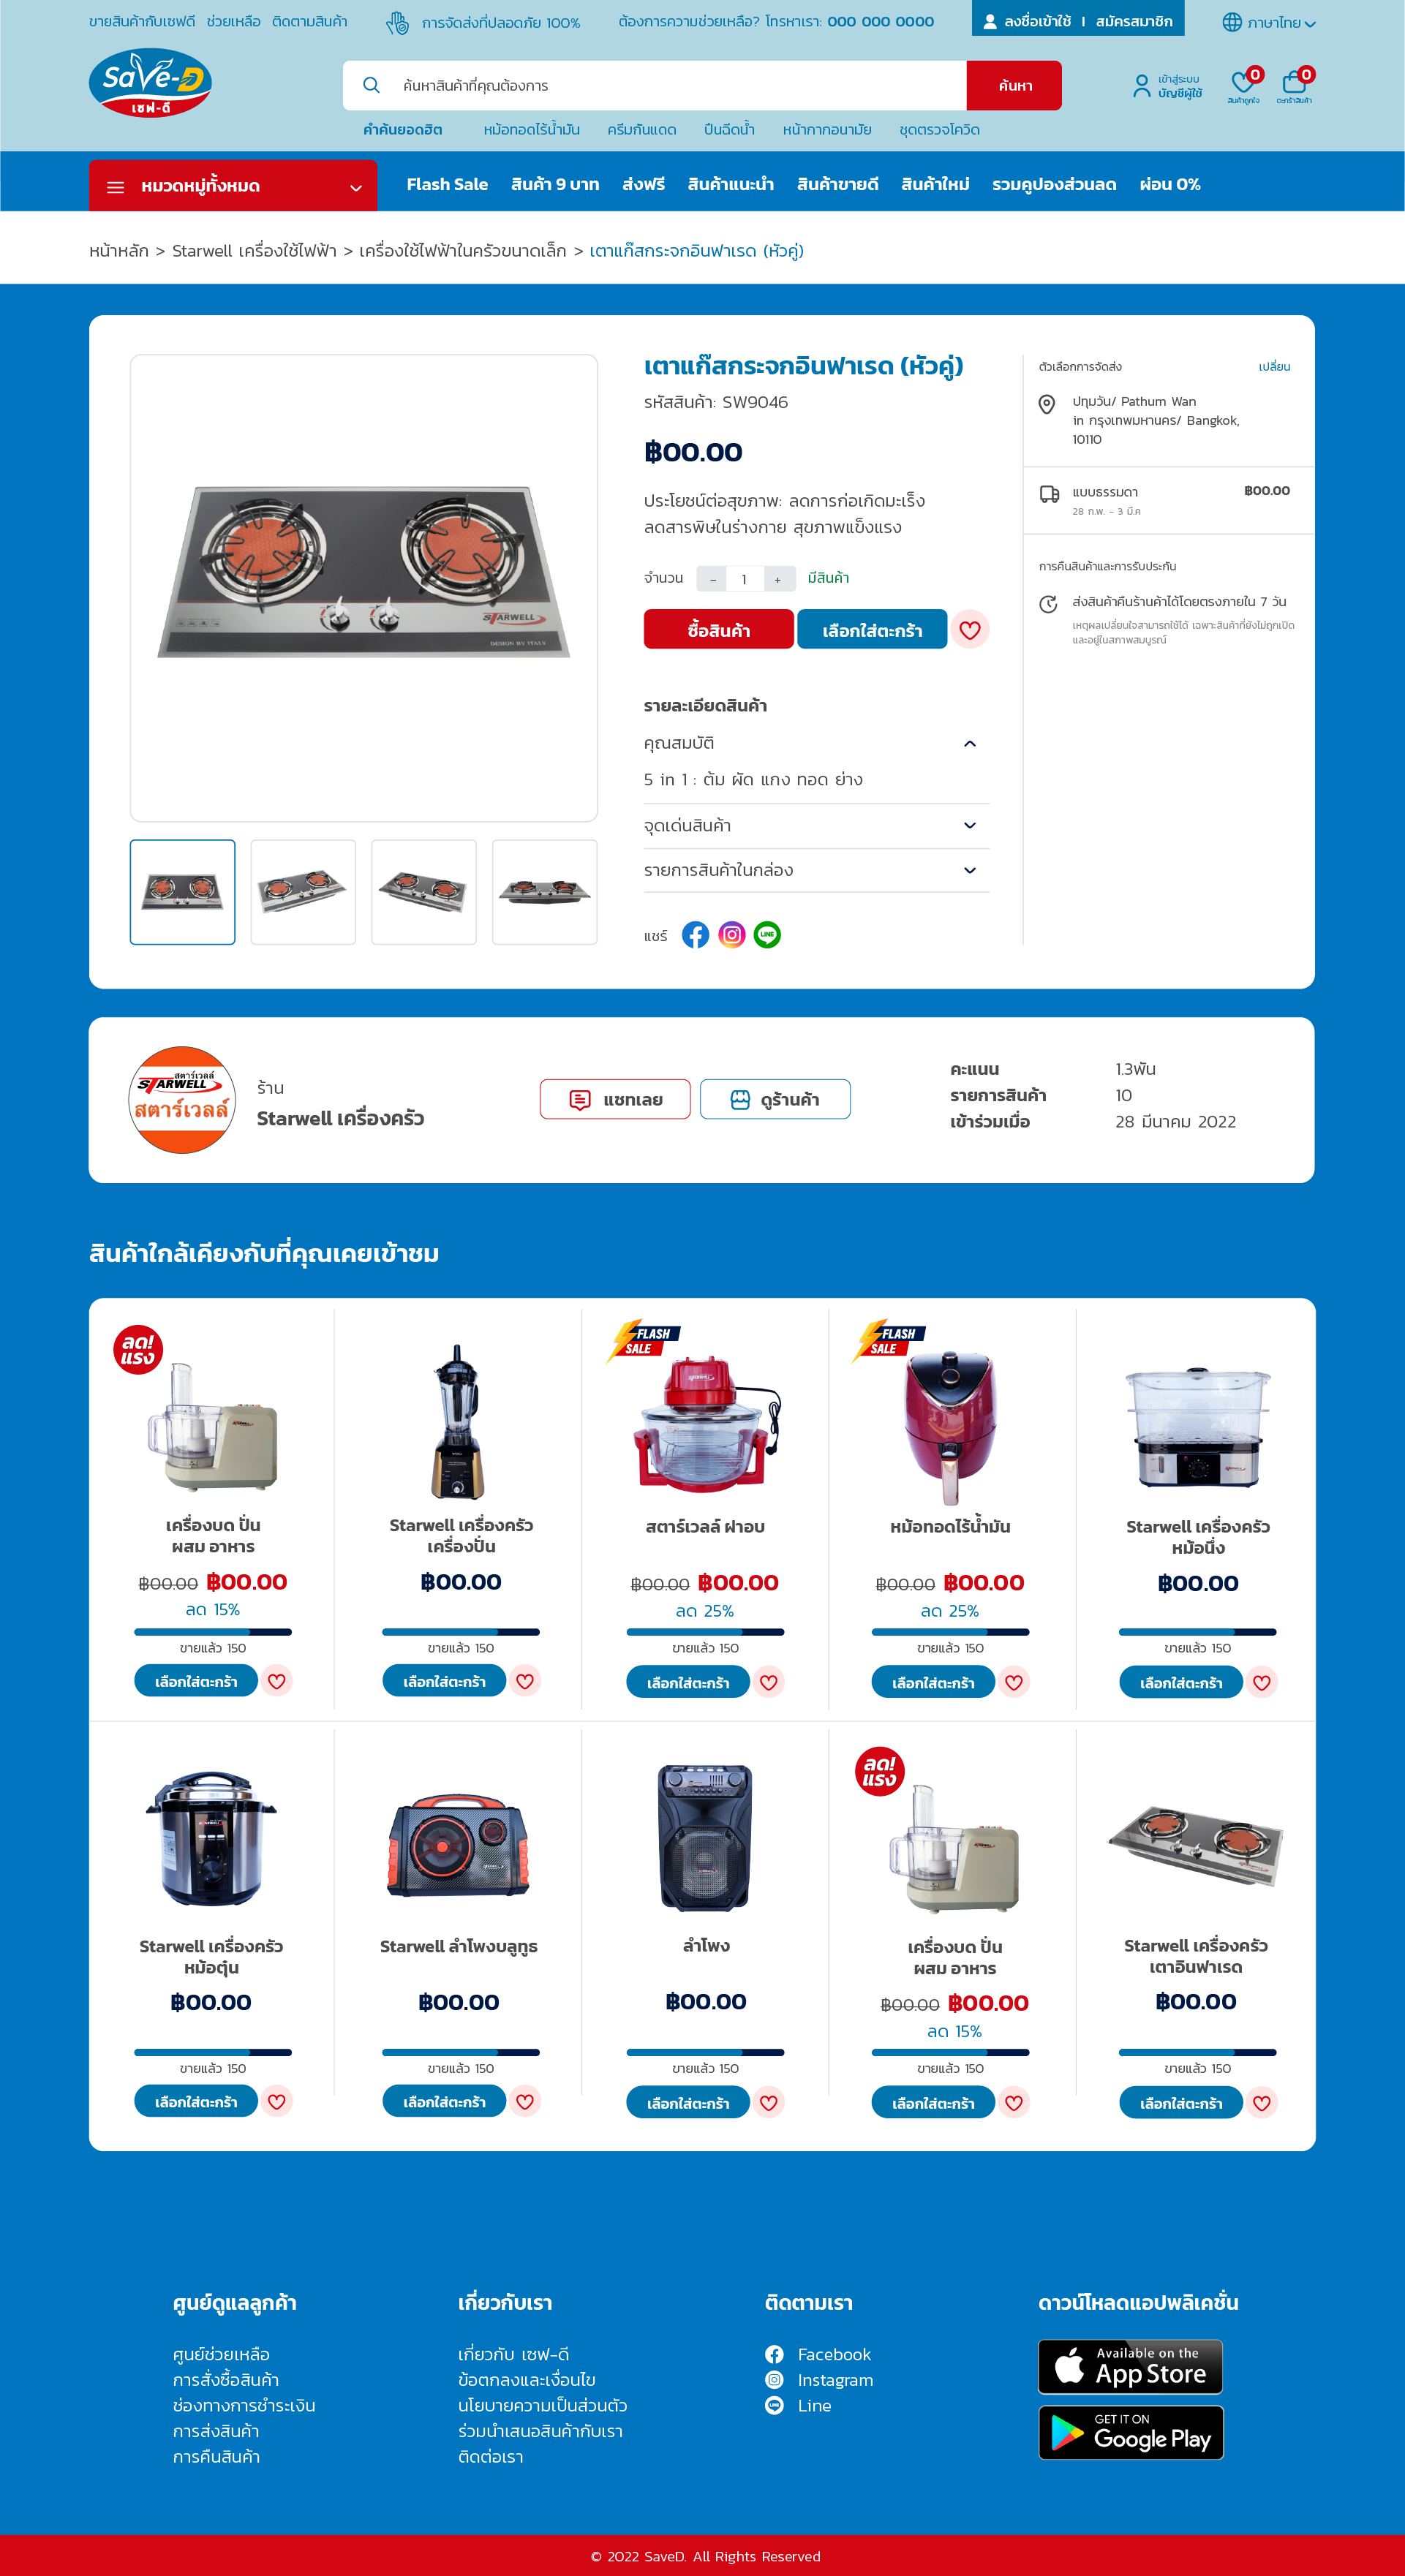 ขายสินค้ากับเซฟดี ช่วยเหลือ ติดตามสินค้า
การจัดส่งที่ปลอดภัย 100%
ต้องการความช่วยเหลือ? โทรหาเรา: 000 000 0000
ลงชื่อเข้าใช้ | สมัครสมาชิก
ภาษาไทย
SaVe-D
เซฟ-ดี
ค้นหาสินค้าที่คุณต้องการ
ค้นหา
เข้าสู่ระบบ
บัญชีผู้ใช้
0
สินค้าถูกใจ
0
ตะกร้าสินค้า
คำค้นยอดฮิต หม้อทอดไร้น้ำมัน ครีมกันแดด ปืนฉีดน้ำ หน้ากากอนามัย ชุดตรวจโควิด
หมวดหมู่ทั้งหมด
Flash Sale สินค้า 9 บาท ส่งฟรี สินค้าแนะนำ สินค้าขายดี สินค้าใหม่ รวมคูปองส่วนลด ผ่อน 0%
หน้าหลัก > Starwell เครื่องใช้ไฟฟ้า > เครื่องใช้ไฟฟ้าในครัวขนาดเล็ก > เตาแก๊สกระจกอินฟาเรด (หัวคู่)
STARWELL
DESIGN BY ITALY
เตาแก๊สกระจกอินฟาเรด (หัวคู่)
รหัสสินค้า: SW9046
฿00.00
ประโยชน์ต่อสุขภาพ: ลดการก่อเกิดมะเร็ง
ลดสารพิษในร่างกาย สุขภาพแข็งแรง
จำนวน - 1 + มีสินค้า
ซื้อสินค้า
เลือกใส่ตะกร้า
รายละเอียดสินค้า
คุณสมบัติ
5 in 1 : ต้ม ผัด แกง ทอด ย่าง
จุดเด่นสินค้า
รายการสินค้าในกล่อง
แชร์
LINE
ตัวเลือกการจัดส่ง เปลี่ยน
ปทุมวัน/ Pathum Wan
in กรุงเทพมหานคร/ Bangkok,
10110
แบบธรรมดา ฿00.00
28 ก.พ. - 3 มี.ค
การคืนสินค้าและการรับประกัน
ส่งสินค้าคืนร้านค้าได้โดยตรงภายใน 7 วัน
เหตุผลเปลี่ยนใจสามารถใช้ได้ เฉพาะสินค้าที่ยังไม่ถูกเปิด
และอยู่ในสภาพสมบูรณ์
สตาร์เวลล์
STARWELL
สตาร์เวลล์
ร้าน
Starwell เครื่องครัว
แชทเลย
ดูร้านค้า
คะแนน 1.3พัน
รายการสินค้า 10
เข้าร่วมเมื่อ 28 มีนาคม 2022
สินค้าใกล้เคียงกับที่คุณเคยเข้าชม
ลด!
แรง
เครื่องบด ปั่น
ผสม อาหาร
฿00.00 ฿00.00
ลด 15%
ขายแล้ว 150
เลือกใส่ตะกร้า
Starwell เครื่องครัว
เครื่องปั่น
฿00.00
ขายแล้ว 150
เลือกใส่ตะกร้า
FLASH
SALE
สตาร์เวลล์ ฝาอบ
฿00.00 ฿00.00
ลด 25%
ขายแล้ว 150
เลือกใส่ตะกร้า
FLASH
SALE
หม้อทอดไร้น้ำมัน
฿00.00 ฿00.00
ลด 25%
ขายแล้ว 150
เลือกใส่ตะกร้า
Starwell เครื่องครัว
หม้อนึ่ง
฿00.00
ขายแล้ว 150
เลือกใส่ตะกร้า
Starwell เครื่องครัว
หม้อตุ๋น
฿00.00
ขายแล้ว 150
เลือกใส่ตะกร้า
Starwell ลำโพงบลูทูธ
฿00.00
ขายแล้ว 150
เลือกใส่ตะกร้า
ลำโพง
฿00.00
ขายแล้ว 150
เลือกใส่ตะกร้า
ลด!
แรง
เครื่องบด ปั่น
ผสม อาหาร
฿00.00 ฿00.00
ลด 15%
ขายแล้ว 150
เลือกใส่ตะกร้า
Starwell เครื่องครัว
เตาอินฟาเรด
฿00.00
ขายแล้ว 150
เลือกใส่ตะกร้า
ศูนย์ดูแลลูกค้า
ศูนย์ช่วยเหลือ
การสั่งซื้อสินค้า
ช่องทางการชำระเงิน
การส่งสินค้า
การคืนสินค้า
เกี่ยวกับเรา
เกี่ยวกับ เซฟ-ดี
ข้อตกลงและเงื่อนไข
นโยบายความเป็นส่วนตัว
ร่วมนำเสนอสินค้ากับเรา
ติดต่อเรา
ติดตามเรา
Facebook
Instagram
Line
ดาวน์โหลดแอปพลิเคชั่น
Available on the
App Store
GET IT ON
Google Play
© 2022 SaveD. All Rights Reserved